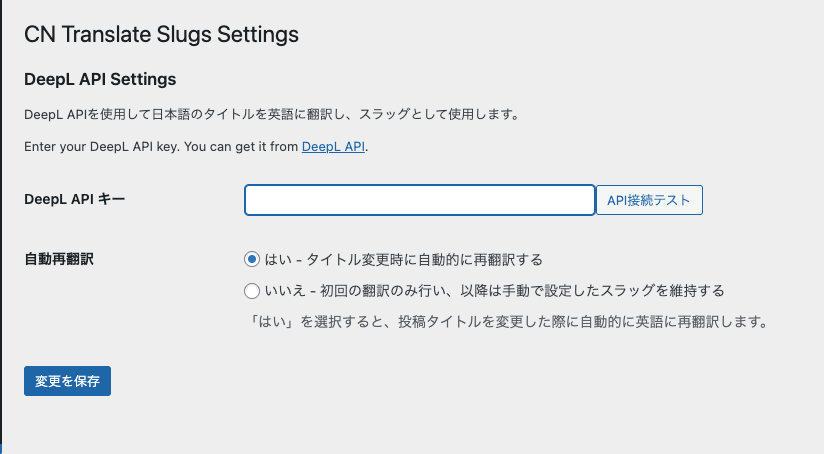 CN Translate Slugs Settings
DeepL API Settings
DeepL APIを使用して日本語のタイトルを英語に翻訳し、スラッグとして使用します。
Enter your DeepL API key. You can get it from DeepL API.
DeepL API キー
API接続テスト
自動再翻訳
はい - タイトル変更時に自動的に再翻訳する
いいえ - 初回の翻訳のみ行い、以降は手動で設定したスラッグを維持する
「はい」を選択すると、投稿タイトルを変更した際に自動的に英語に再翻訳します。
変更を保存